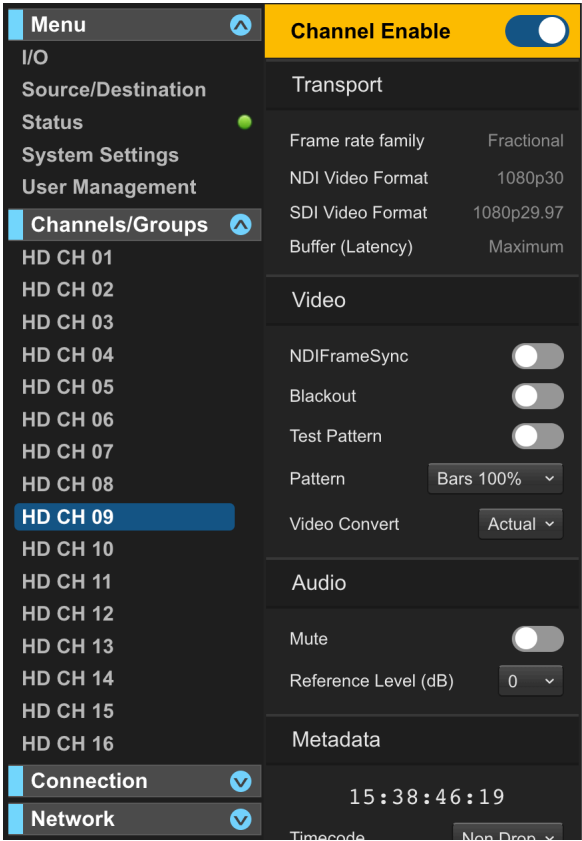 Menu
I/O
Source/Destination
Status
System Settings
User Management
Channels/Groups
HD CH 01
HD CH 02
HD CH 03
HD CH 04
HD CH 05
HD CH 06
HD CH 07
HD CH 08
HD CH 09
HD CH 10
HD CH 11
HD CH 12
HD CH 13
HD CH 14
HD CH 15
HD CH 16
Connection
Network
Channel Enable
Transport
Frame rate family Fractional
NDI Video Format 1080p30
SDI Video Format 1080p29.97
Buffer (Latency) Maximum
Video
NDIFrameSync
Blackout
Test Pattern
Pattern Bars 100%
Video Convert Actual
Audio
Mute
Reference Level (dB) 0
Metadata
15:38:46:19
Timecode Non Drop